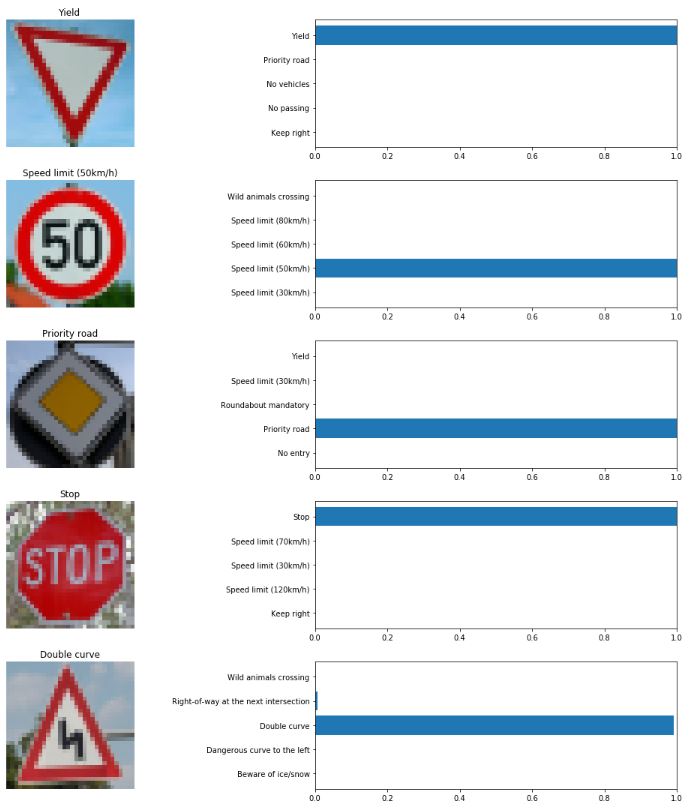 Yield
Yield
Priority road
No vehicles
No passing
Keep right
0.0 0.2 0.4 0.6 0.8 1.0
Speed limit (50km/h)
50
Wild animals crossing
Speed limit (80km/h)
Speed limit (60km/h)
Speed limit (50km/h)
Speed limit (30km/h)
0.0 0.2 0.4 0.6 0.8 1.0
Priority road
Yield
Speed limit (30km/h)
Roundabout mandatory
Priority road
No entry
0.0 0.2 0.4 0.6 0.8 1.0
Stop
STOP
Stop
Speed limit (70km/h)
Speed limit (30km/h)
Speed limit (120km/h)
Keep right
0.0 0.2 0.4 0.6 0.8 1.0
Double curve
Wild animals crossing
Right-of-way at the next intersection
Double curve
Dangerous curve to the left
Beware of ice/snow
0.0 0.2 0.4 0.6 0.8 1.0